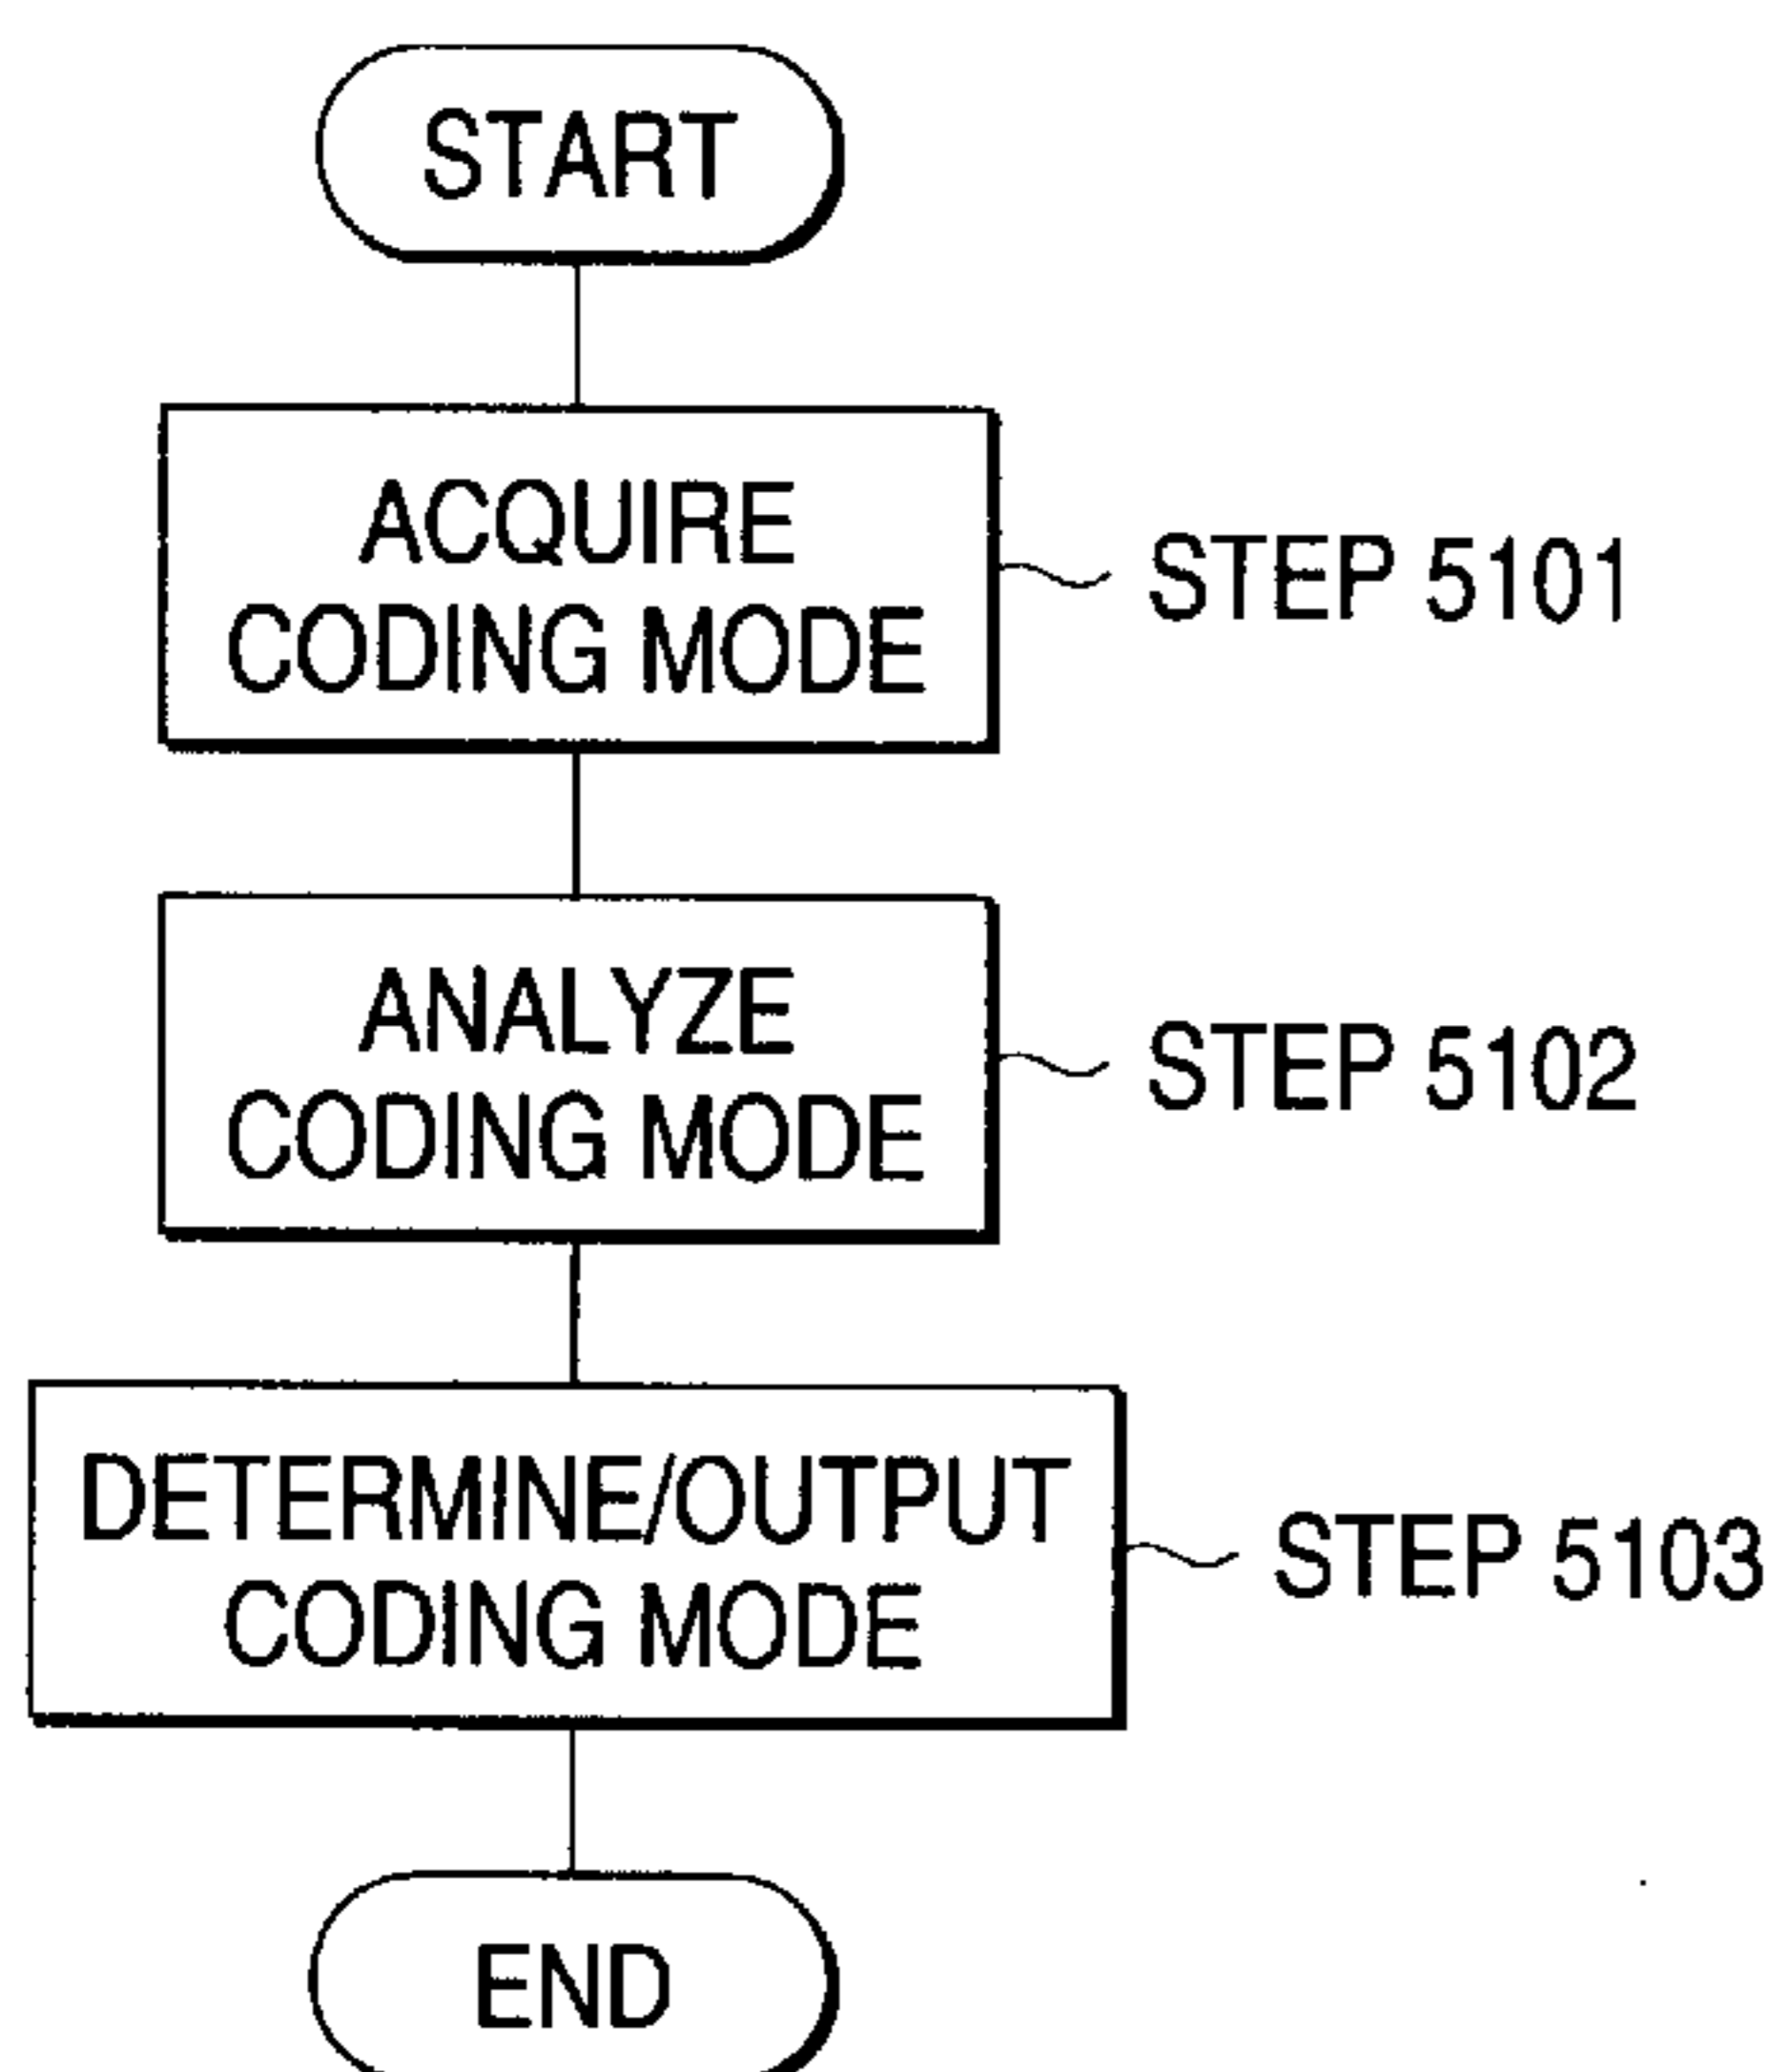 START
ACQUIRE
CODING MODE
STEP 5101
ANALYZE
CODING MODE
STEP 5102
DETERMINE/OUTPUT
CODING MODE
STEP 5103
END